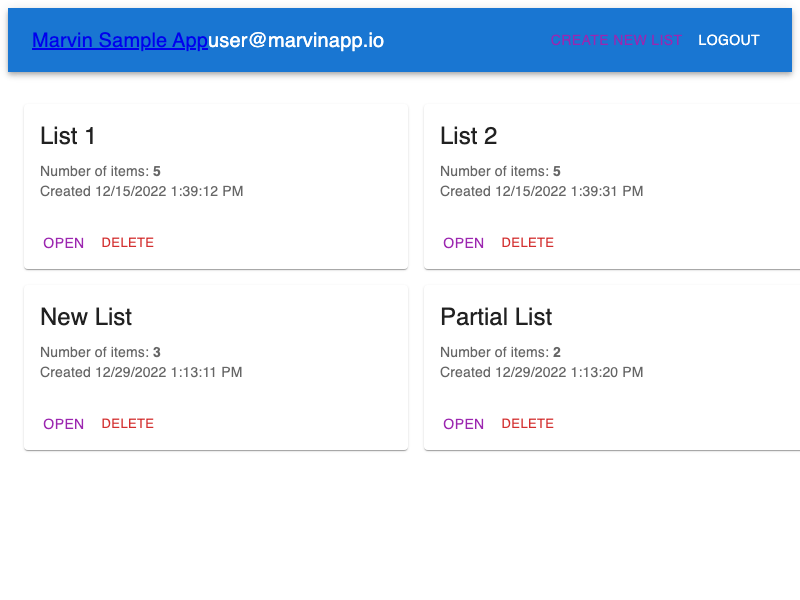 Marvin Sample Appuser@marvinapp.io CREATE NEW LIST LOGOUT
List 1
Number of items: 5
Created 12/15/2022 1:39:12 PM
OPEN DELETE
List 2
Number of items: 5
Created 12/15/2022 1:39:31 PM
OPEN DELETE
New List
Number of items: 3
Created 12/29/2022 1:13:11 PM
OPEN DELETE
Partial List
Number of items: 2
Created 12/29/2022 1:13:20 PM
OPEN DELETE